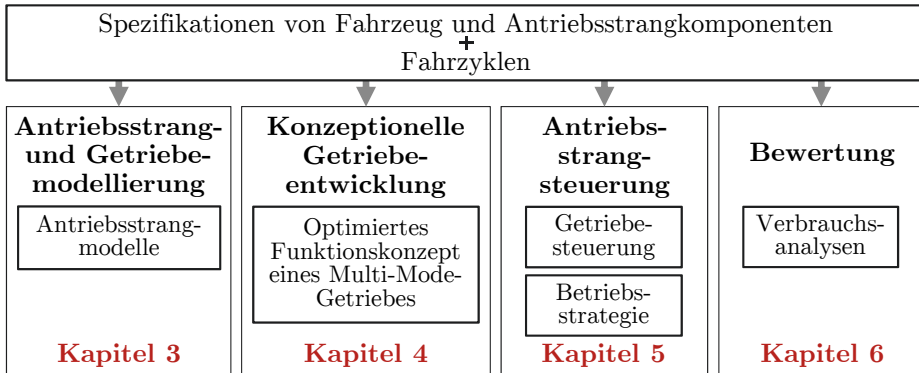 Spezifikationen von Fahrzeug und Antriebsstrangkomponenten
+
Fahrzyklen
Antriebsstrang-
und Getriebe-
modellierung
Antriebsstrang-
modelle
Kapitel 3
Konzeptionelle
Getriebe-
entwicklung
Optimiertes
Funktionskonzept
eines Multi-Mode-
Getriebes
Kapitel 4
Antriebs-
strang-
steuerung
Getriebe-
steuerung
Betriebs-
strategie
Kapitel 5
Bewertung
Verbrauchs-
analysen
Kapitel 6